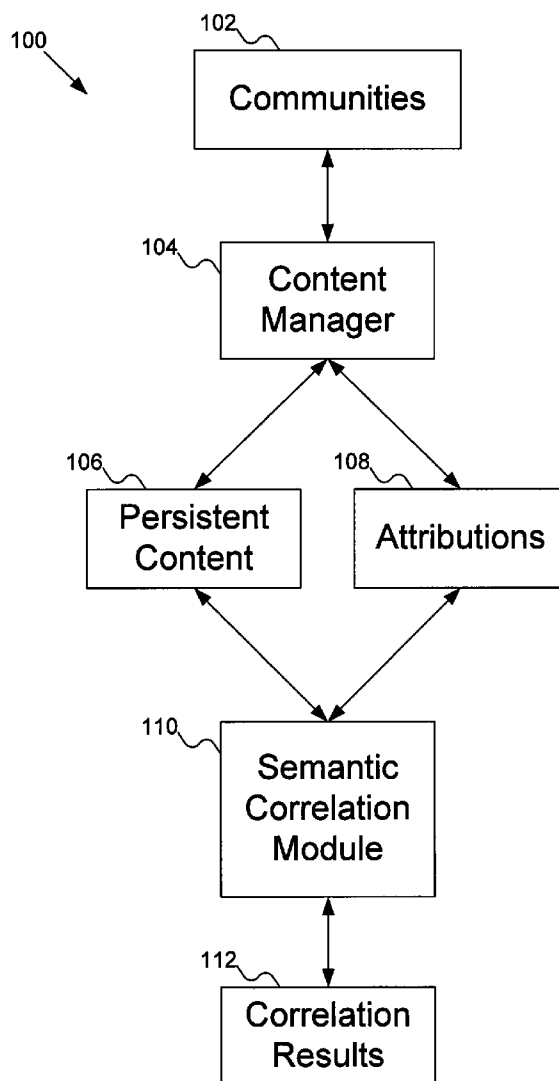 102
100
Communities
104
Content
Manager
106
108
Persistent
Content
Attributions
110
Semantic
Correlation
Module
112
Correlation
Results